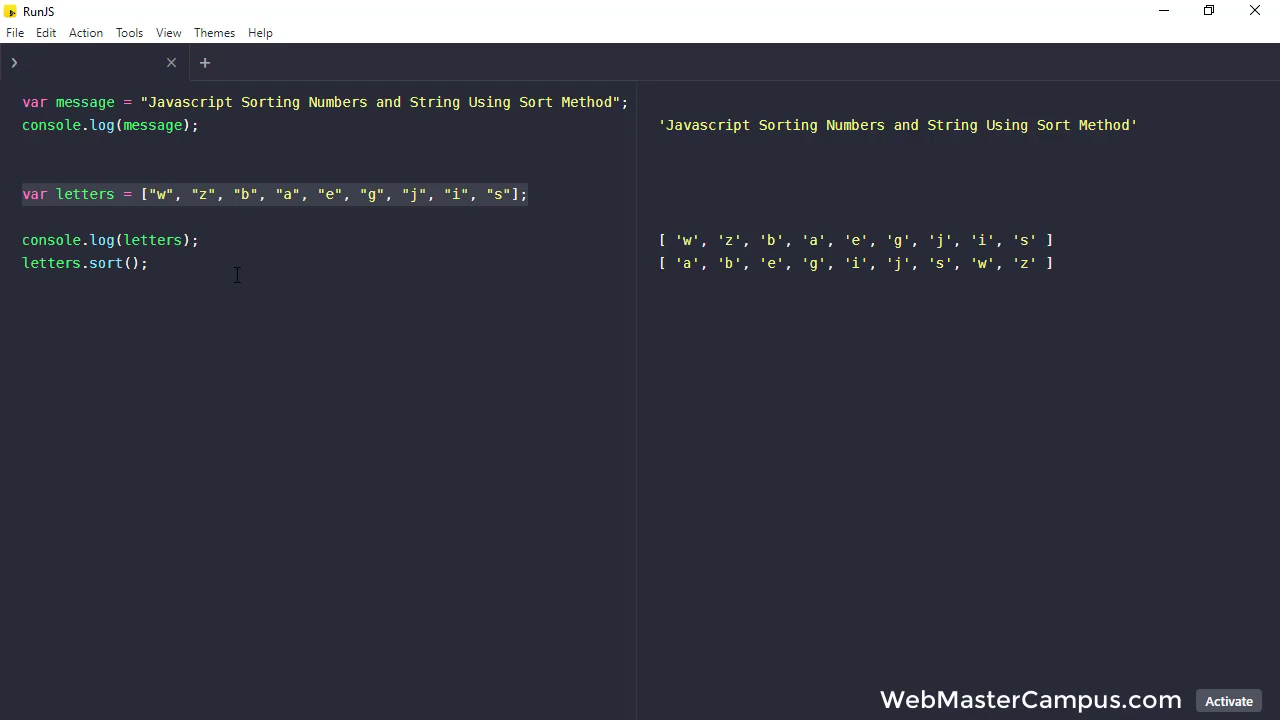 RunJS
File Edit Action Tools View Themes Help
var message = "Javascript Sorting Numbers and String Using Sort Method";
console.log(message);
'Javascript Sorting Numbers and String Using Sort Method'
var letters = ["w", "z", "b", "a", "e", "g", "j", "i", "s"];
console.log(letters);
[ 'w', 'z', 'b', 'a', 'e', 'g', 'j', 'i', 's' ]
letters.sort();
[ 'a', 'b', 'e', 'g', 'i', 'j', 's', 'w', 'z' ]
WebMasterCampus.com
Activate